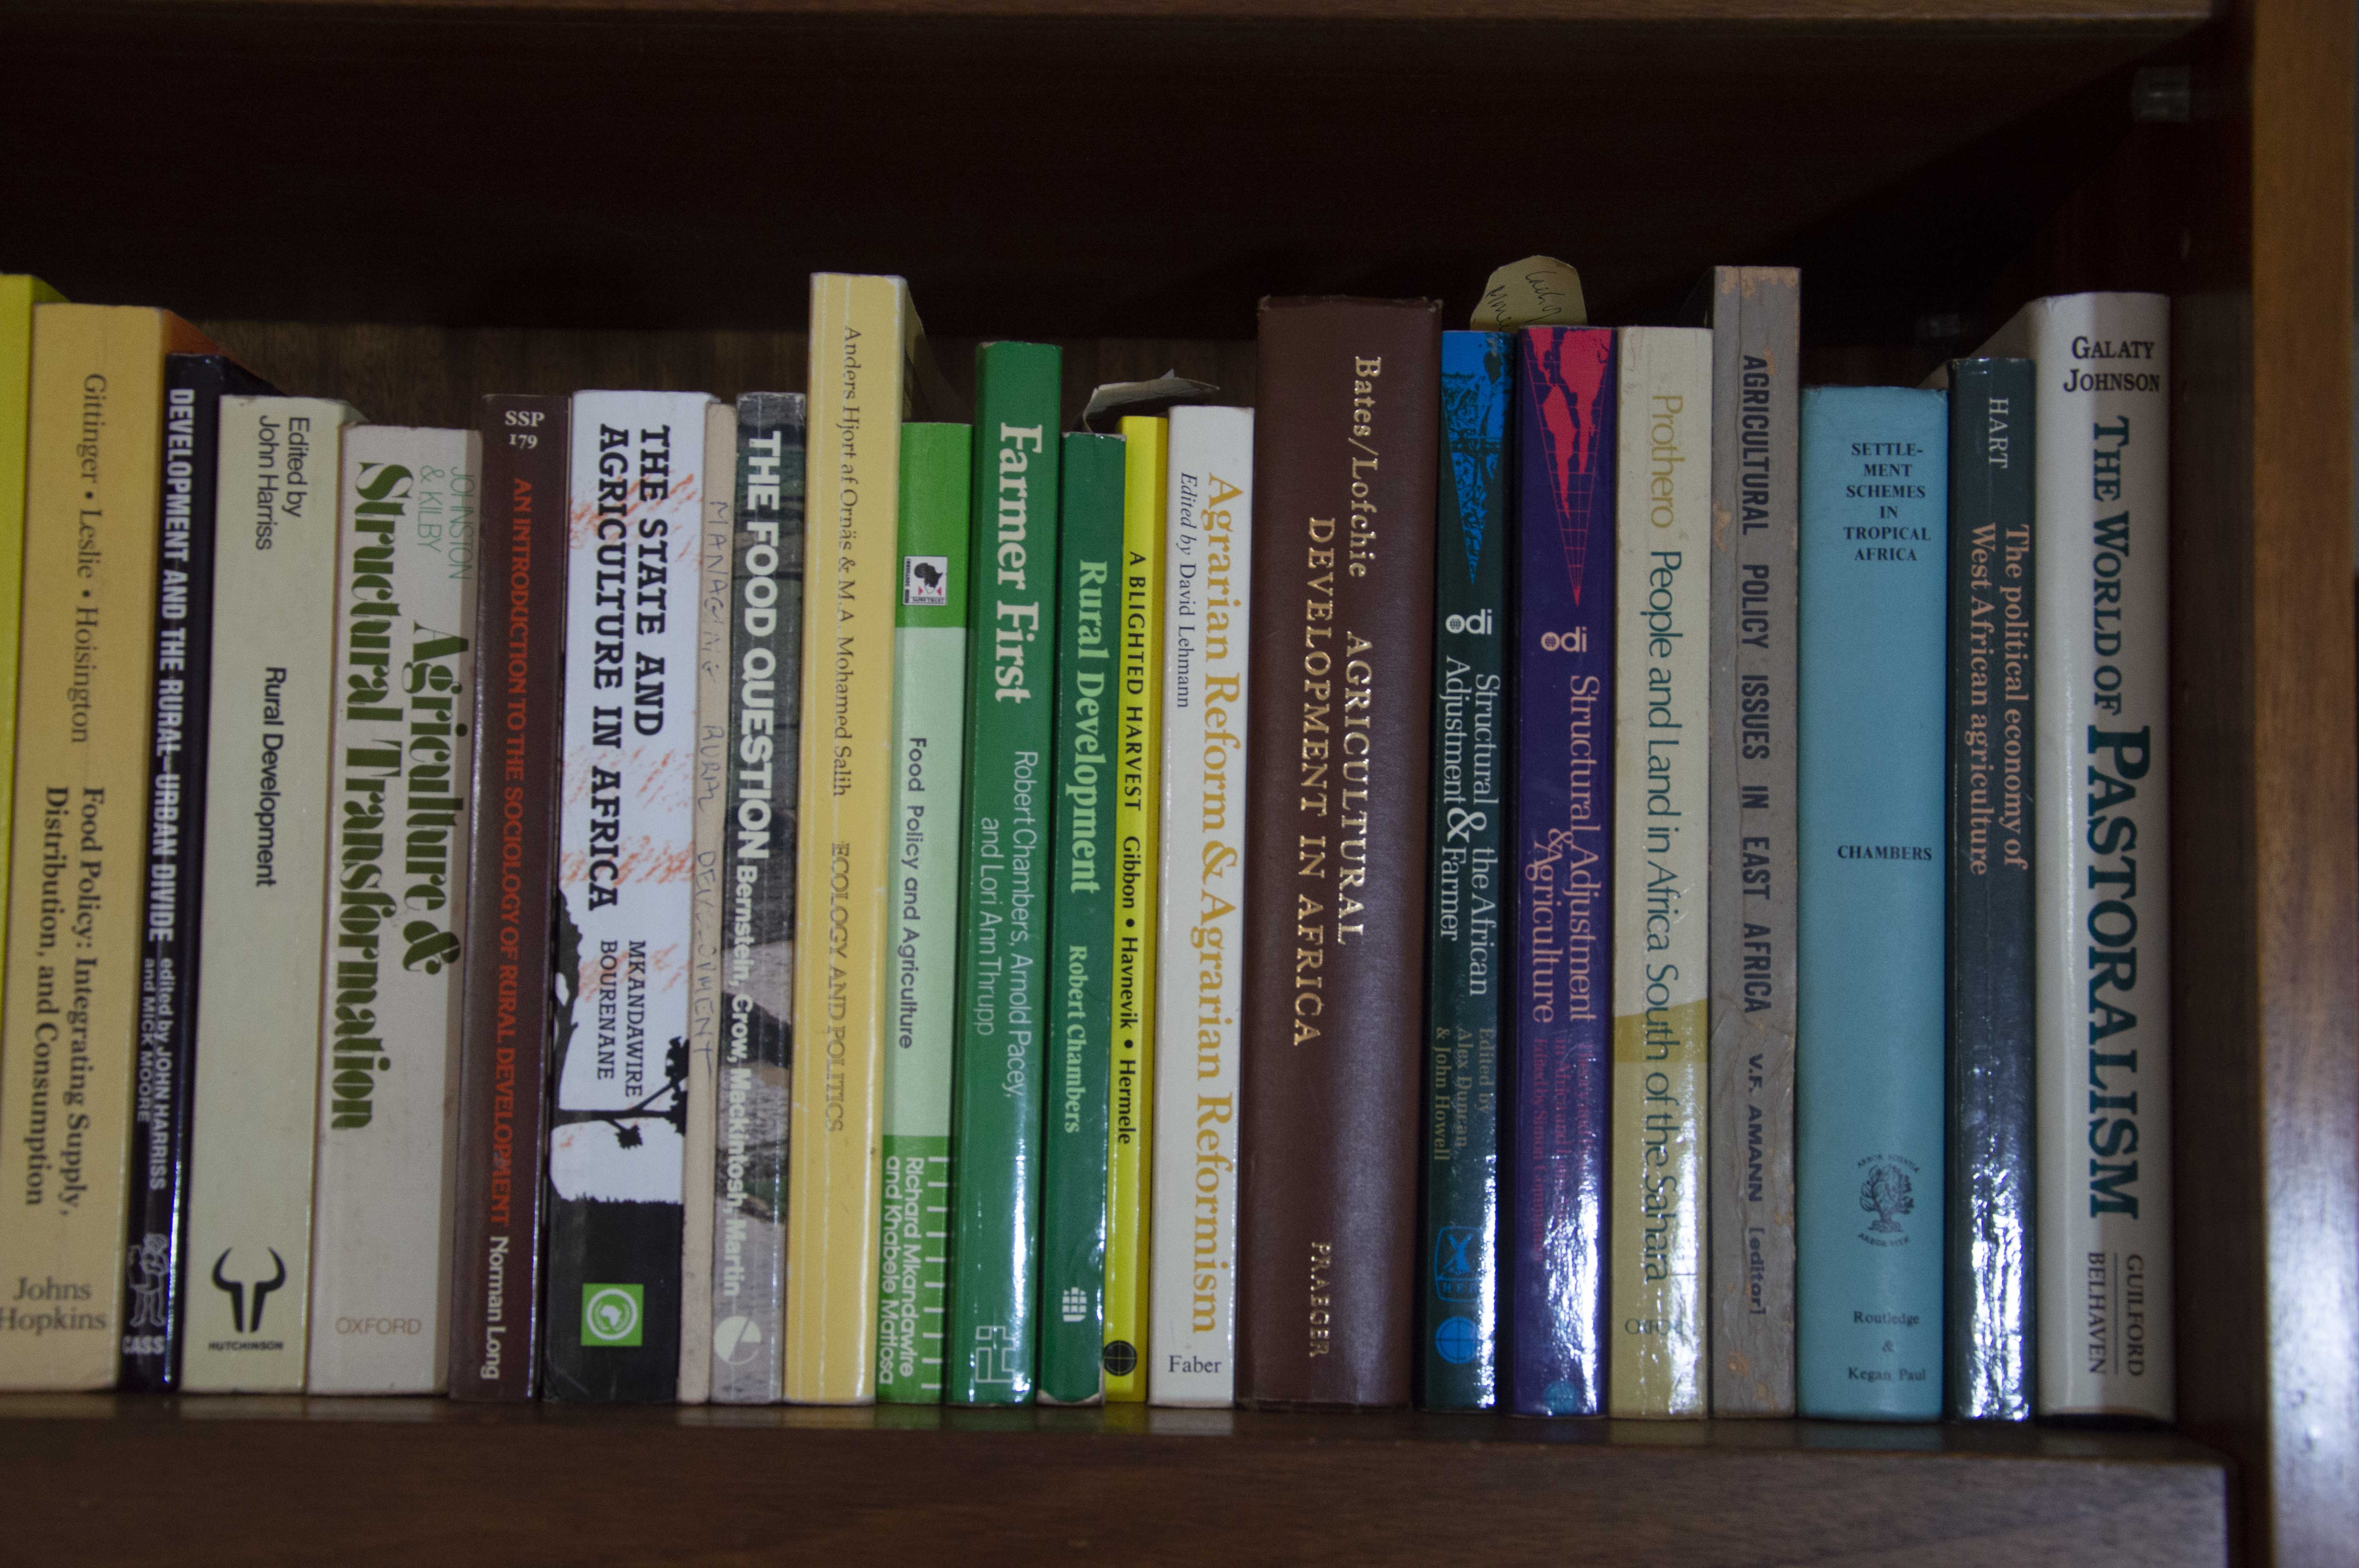 Gittinger • Leslie • Hoisington
Food Policy: Integrating Supply,
Distribution, and Consumption
Johns
Hopkins
DEVELOPMENT AND THE RURAL-URBAN DIVIDE
edited by JOHN HARRISS
and MICK MOORE
CASS
Edited by
John Harriss
Rural Development
HUTCHINSON
JOHNSTON
& KILBY
Agriculture &
Structural Transformation
OXFORD
SSP
179
AN INTRODUCTION TO THE SOCIOLOGY OF RURAL DEVELOPMENT Norman Long
THE STATE AND
AGRICULTURE IN AFRICA
MKANDAWIRE
BOURENANE
MANAGING RURAL DEVELOPMENT
THE FOOD QUESTION Bernstein, Crow, Mackintosh, Martin
Anders Hjort af Ornäs & M.A. Mohamed Salih
ECOLOGY AND POLITICS
Food Policy and Agriculture
Richard Mkandawire
and Khabele Matlosa
Farmer First
Robert Chambers, Arnold Pacey,
and Lori Ann Thrupp
Rural Development
Robert Chambers
A BLIGHTED HARVEST Gibbon • Havnevik • Hermele
Agrarian Reform & Agrarian Reformism
Edited by David Lehmann
Faber
Bates/Lofchie
AGRICULTURAL
DEVELOPMENT IN AFRICA
PRAEGER
odi
Structural & the African
Adjustment & Farmer
Edited by
Alex Duncan
& John Howell
odi
Structural Adjustment
& Agriculture
Prothero People and Land in Africa South of the Sahara
AGRICULTURAL POLICY ISSUES IN EAST AFRICA V.F. AMANN [editor]
SETTLE-
MENT
SCHEMES
IN
TROPICAL
AFRICA
CHAMBERS
Routledge
&
Kegan Paul
HART
The political economy of
West African agriculture
GALATY
JOHNSON
THE WORLD OF PASTORALISM
GUILFORD
BELHAVEN